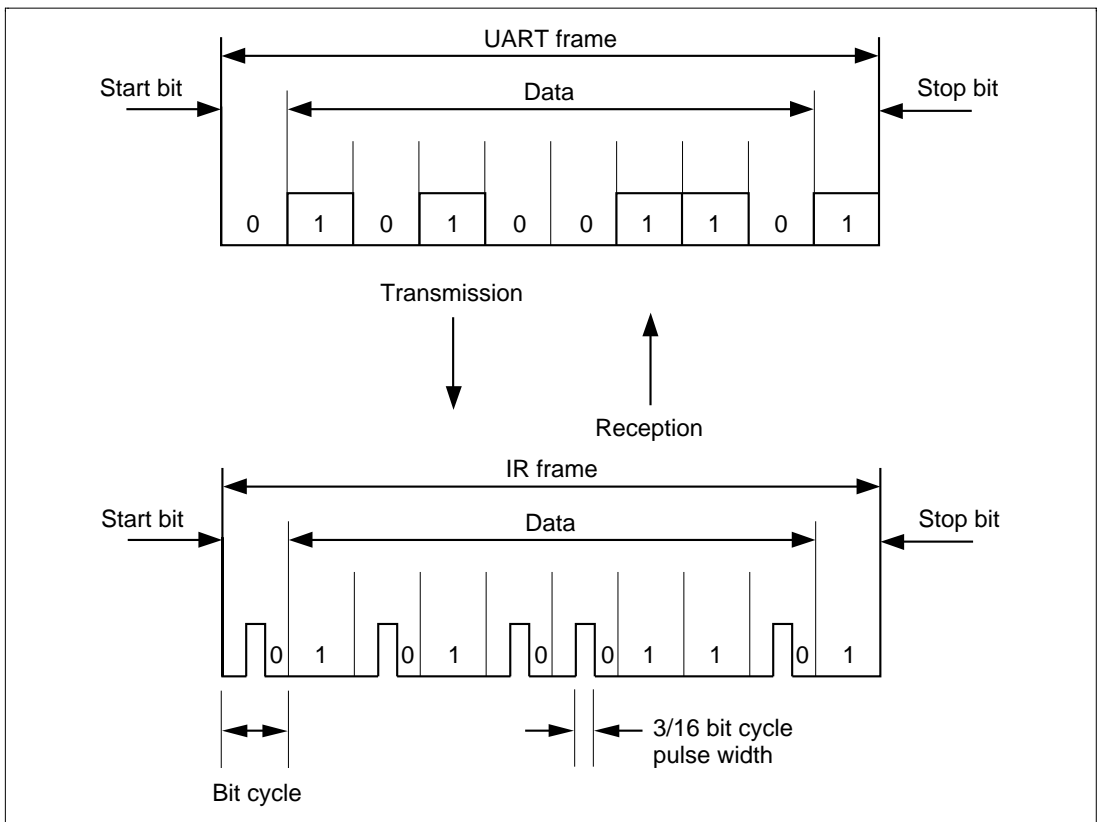 UART frame
Start bit
Data
Stop bit
0 1 0 1 0 0 1 1 0 1
Transmission
Reception
IR frame
Start bit
Data
Stop bit
0 1 0 1 0 0 1 1 0 1
3/16 bit cycle
pulse width
Bit cycle